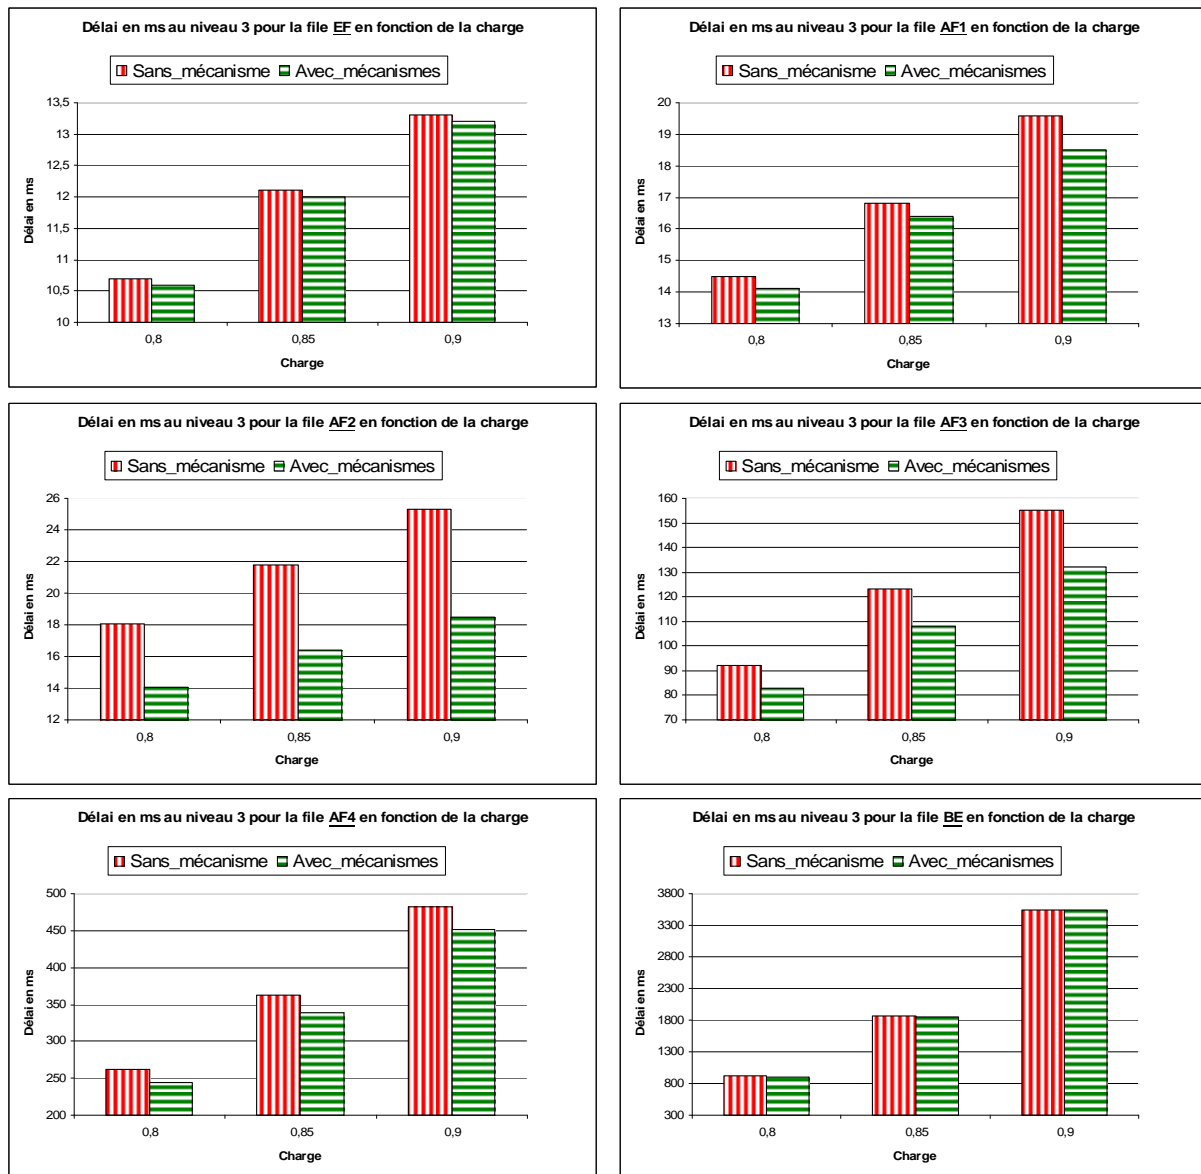 Délai en ms au niveau 3 pour la file EF en fonction de la charge
Sans_mécanisme Avec_mécanismes
13,5
13
12,5
12
11,5
11
10,5
10
Délai en ms
0,8 0,85 0,9
Charge
Délai en ms au niveau 3 pour la file AF1 en fonction de la charge
Sans_mécanisme Avec_mécanismes
20
19
18
17
16
15
14
13
Délai en ms
0,8 0,85 0,9
Charge
Délai en ms au niveau 3 pour la file AF2 en fonction de la charge
Sans_mécanisme Avec_mécanismes
26
24
22
20
18
16
14
12
Délai en ms
0,8 0,85 0,9
Charge
Délai en ms au niveau 3 pour la file AF3 en fonction de la charge
Sans_mécanisme Avec_mécanismes
160
150
140
130
120
110
100
90
80
70
Délai en ms
0,8 0,85 0,9
Charge
Délai en ms au niveau 3 pour la file AF4 en fonction de la charge
Sans_mécanisme Avec_mécanismes
500
450
400
350
300
250
200
Délai en ms
0,8 0,85 0,9
Charge
Délai en ms au niveau 3 pour la file BE en fonction de la charge
Sans_mécanisme Avec_mécanismes
3800
3300
2800
2300
1800
1300
800
300
Délai en ms
0,8 0,85 0,9
Charge